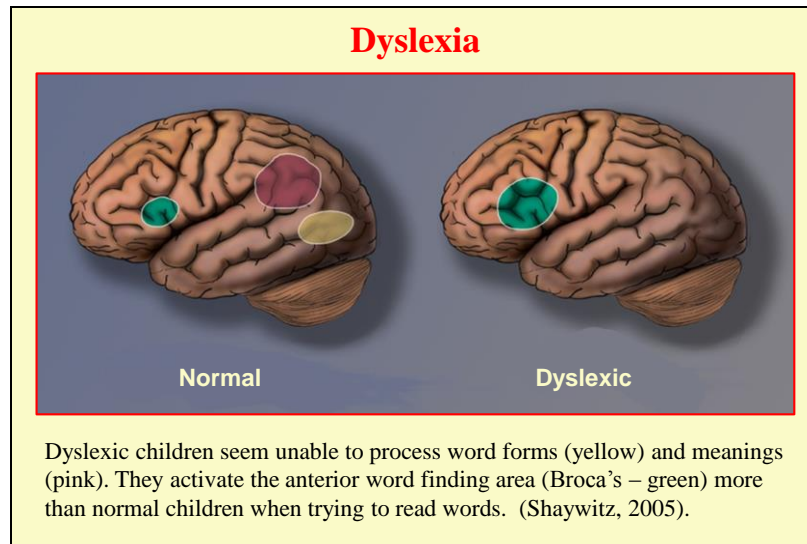 Dyslexia
Normal
Dyslexic
Dyslexic children seem unable to process word forms (yellow) and meanings
(pink). They activate the anterior word finding area (Broca’s – green) more
than normal children when trying to read words.  (Shaywitz, 2005).